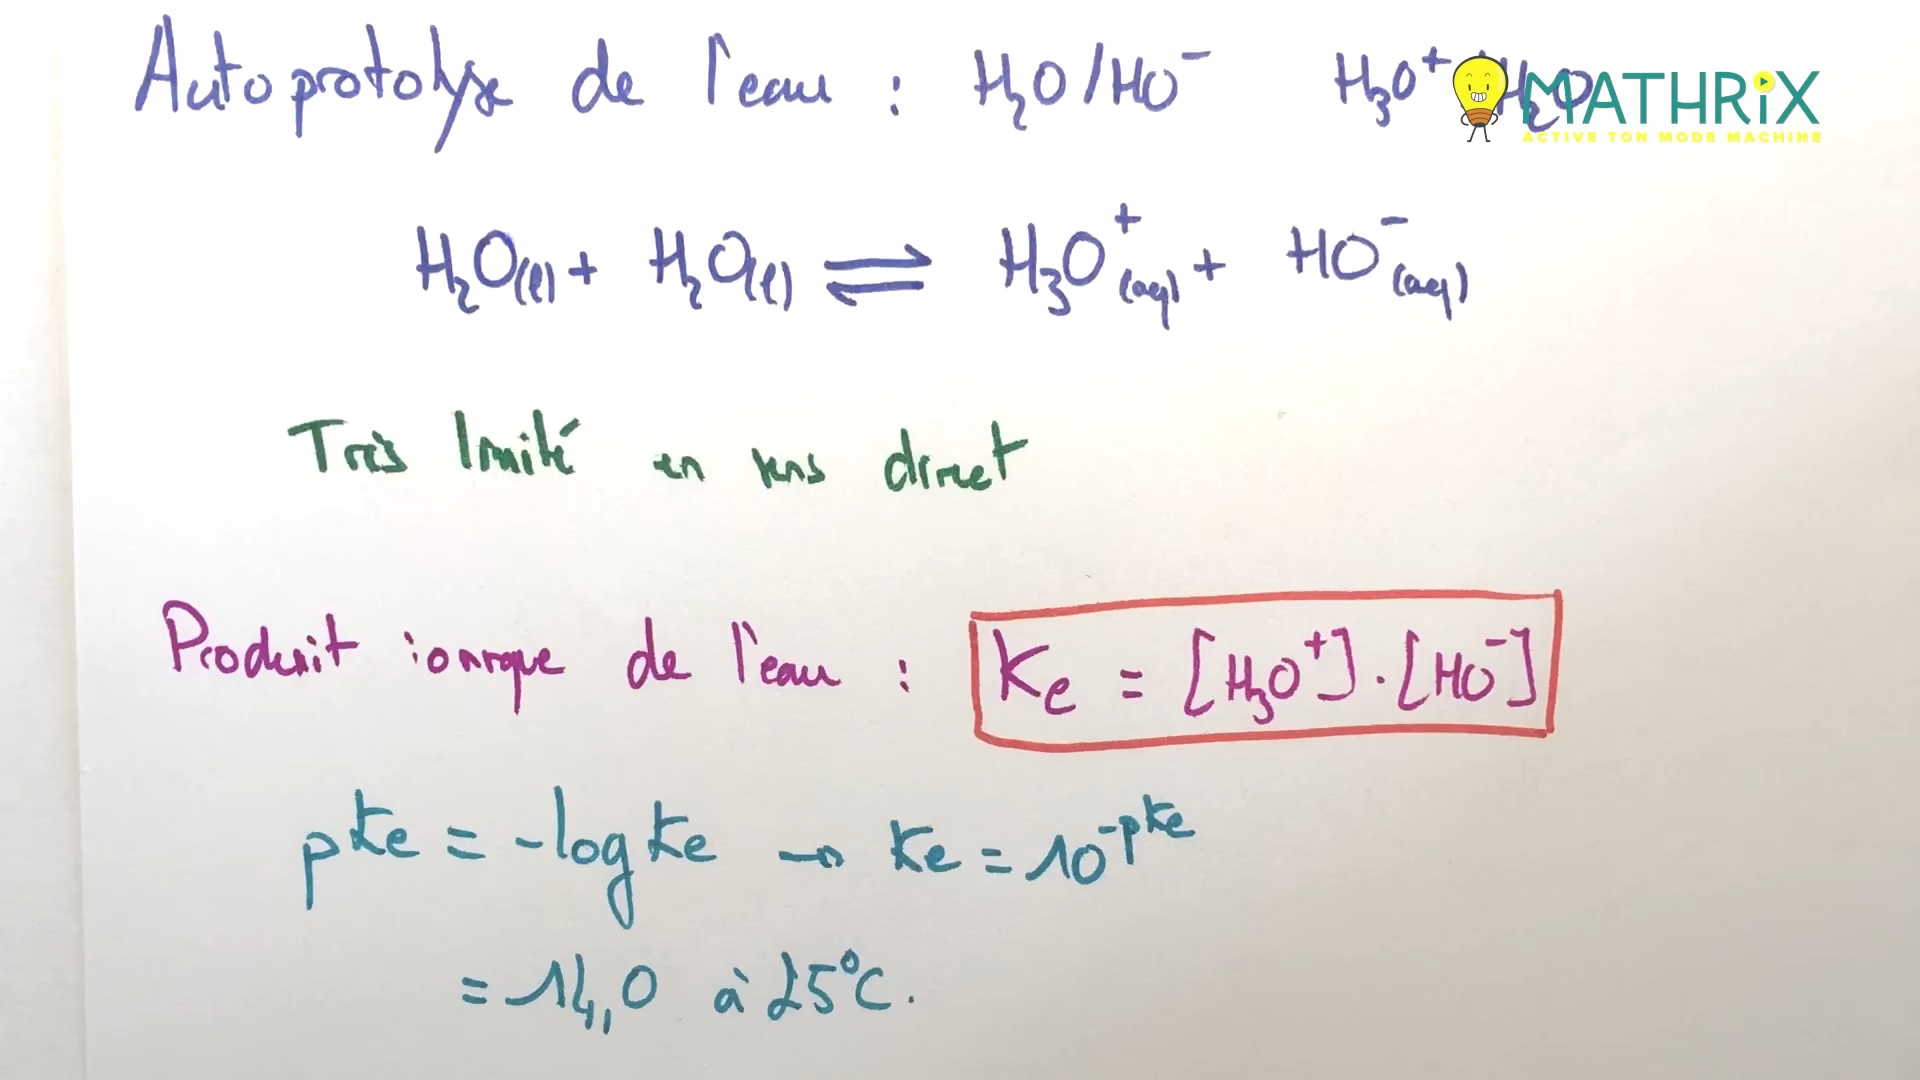 Autoprotolyse de l'eau : H₂O/HO⁻ H₃O⁺/H₂O
MATHRiX
ACTIVE TON MODE MACHINE
H₂O(l) + H₂O(l) ⇌ H₃O⁺(aq) + HO⁻(aq)
Très limité en sens direct
Produit ionique de l'eau : Ke = [H₃O⁺]·[HO⁻]
pKe = -log Ke → Ke = 10^-pKe
= 14,0 à 25°C.